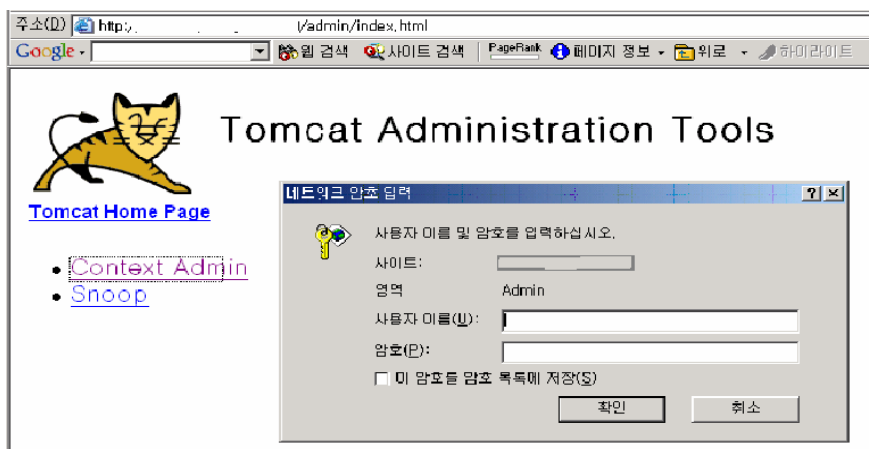 주소(D) http:/ /admin/index.html
Google 웹 검색 사이트 검색 PageRank 페이지 정보 위로 하이라이트
Tomcat Administration Tools
Tomcat Home Page
Context Admin
Snoop
네트워크 암호 입력
사용자 이름 및 암호를 입력하십시오.
사이트:
영역 Admin
사용자 이름(U):
암호(P):
이 암호를 암호 목록에 저장(S)
확인 취소